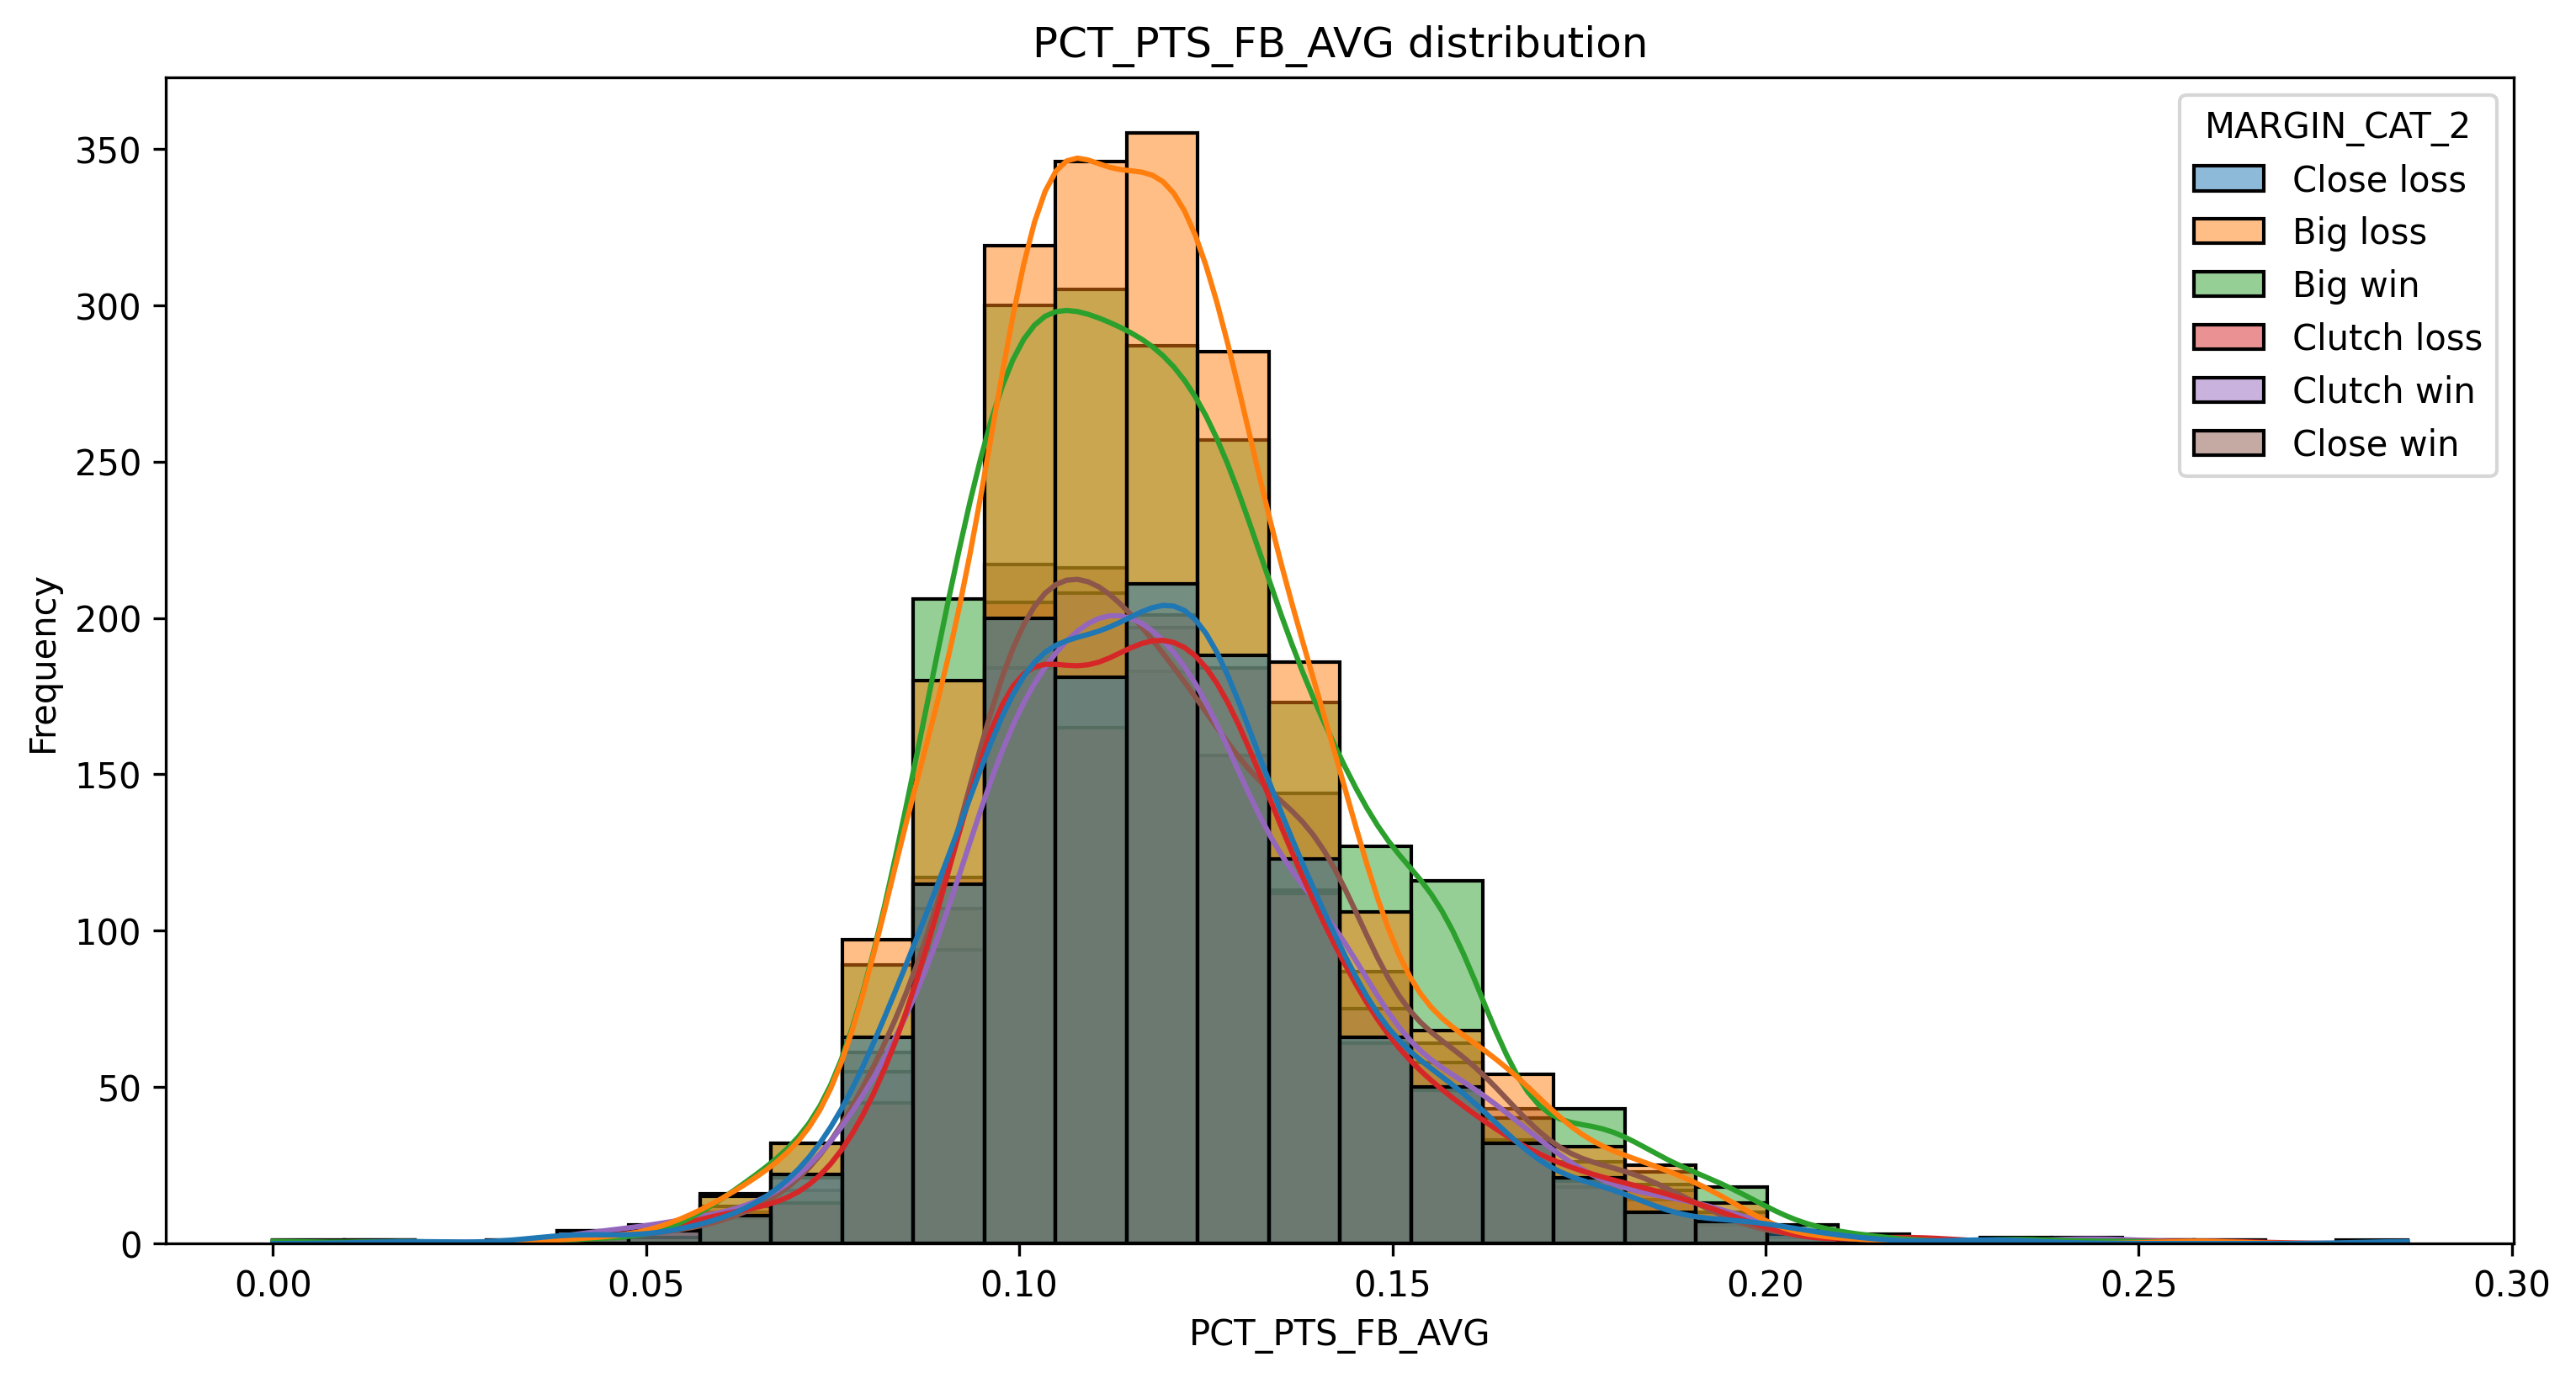 PCT_PTS_FB_AVG distribution
MARGIN_CAT_2
Close loss
Big loss
Big win
Clutch loss
Clutch win
Close win
Frequency
350
300
250
200
150
100
50
0
0.00 0.05 0.10 0.15 0.20 0.25 0.30
PCT_PTS_FB_AVG